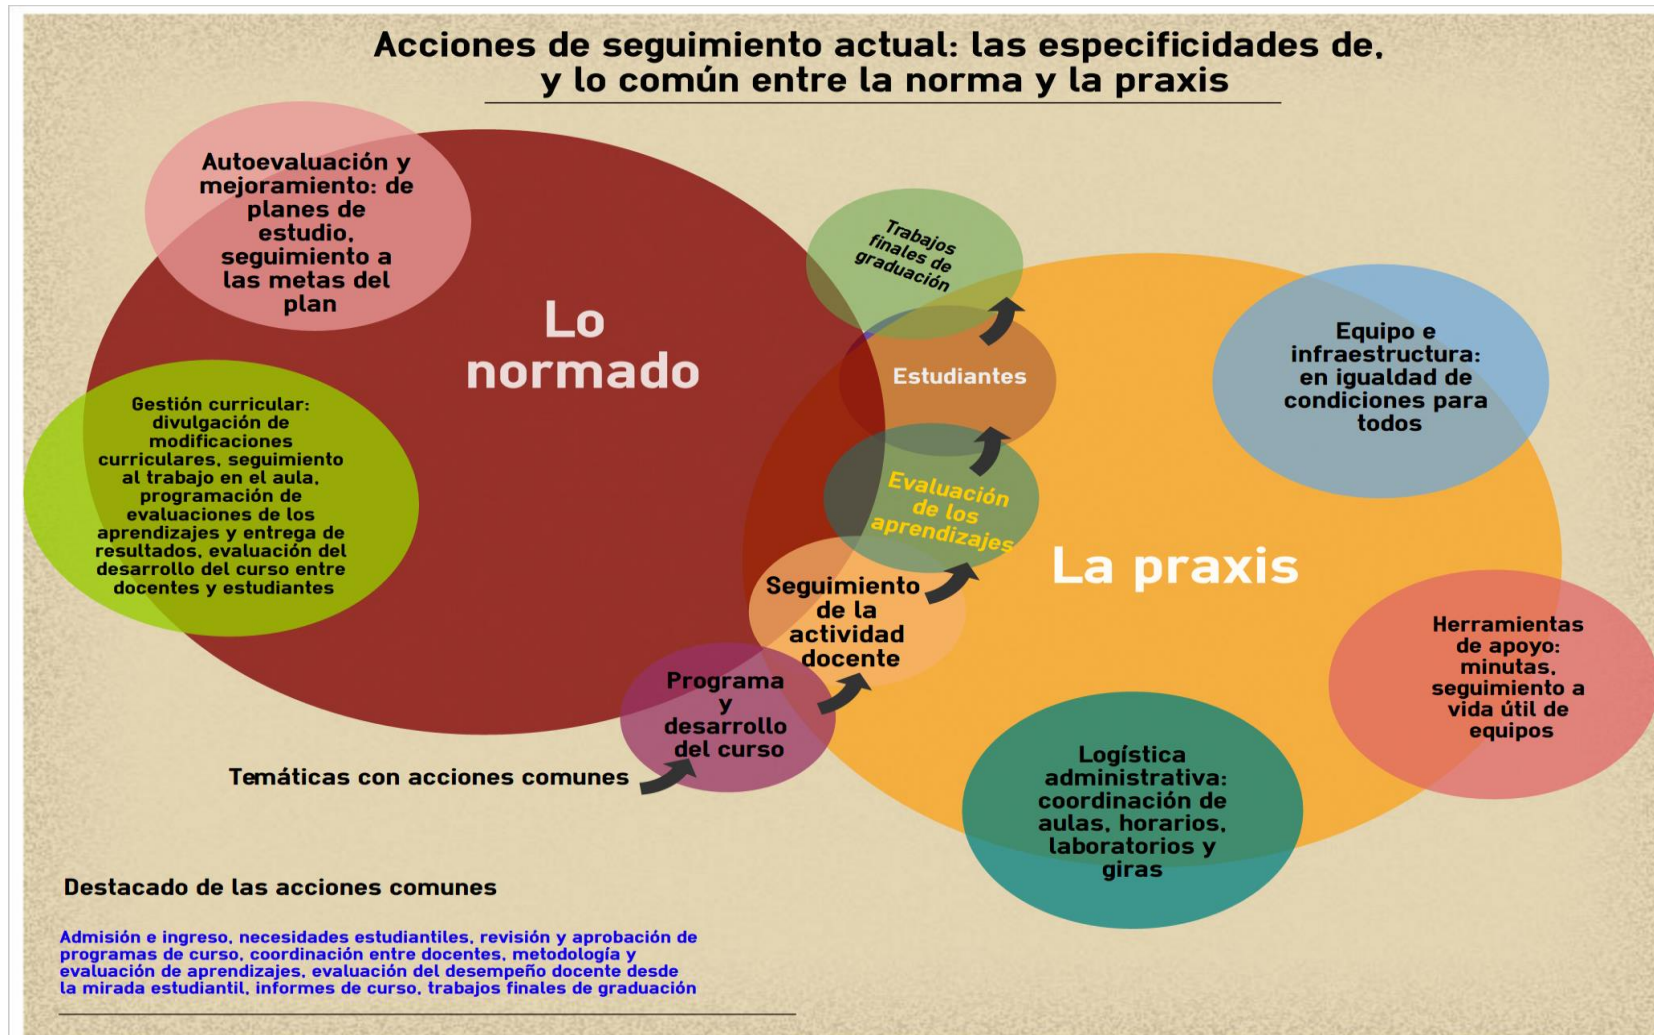 Acciones de seguimiento actual: las especificidades de,
y lo común entre la norma y la praxis
Autoevaluación y
mejoramiento: de
planes de
estudio,
seguimiento a
las metas del
plan
Lo
normado
Gestión curricular:
divulgación de
modificaciones
curriculares, seguimiento
al trabajo en el aula,
programación de
evaluaciones de los
aprendizajes y entrega de
resultados, evaluación del
desarrollo del curso entre
docentes y estudiantes
Trabajos
finales de
graduación
Estudiantes
Evaluación
de los
aprendizajes
Seguimiento
de la
actividad
docente
Programa
y
desarrollo
del curso
Temáticas con acciones comunes
La praxis
Equipo e
infraestructura:
en igualdad de
condiciones para
todos
Herramientas
de apoyo:
minutas,
seguimiento a
vida útil de
equipos
Logística
administrativa:
coordinación de
aulas, horarios,
laboratorios y
giras
Destacado de las acciones comunes
Admisión e ingreso, necesidades estudiantiles, revisión y aprobación de
programas de curso, coordinación entre docentes, metodología y
evaluación de aprendizajes, evaluación del desempeño docente desde
la mirada estudiantil, informes de curso, trabajos finales de graduación